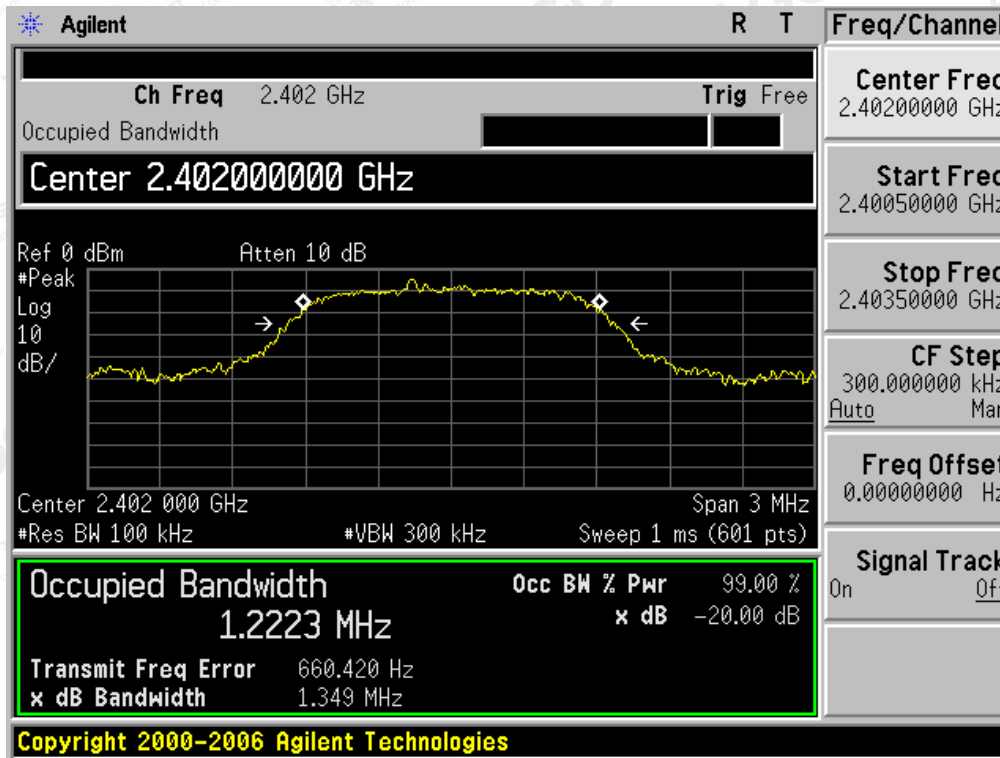 Agilent R T
Freq/Channel
Ch Freq 2.402 GHz Trig Free
Occupied Bandwidth
Center 2.402000000 GHz
Ref 0 dBm Atten 10 dB
#Peak
Log
10
dB/
Center 2.402 000 GHz Span 3 MHz
#Res BW 100 kHz #VBW 300 kHz Sweep 1 ms (601 pts)
Occupied Bandwidth
1.2223 MHz
Occ BW % Pwr 99.00 %
x dB -20.00 dB
Transmit Freq Error 660.420 Hz
x dB Bandwidth 1.349 MHz
Center Freq
2.40200000 GHz
Start Freq
2.40050000 GHz
Stop Freq
2.40350000 GHz
CF Step
300.000000 kHz
Auto Man
Freq Offset
0.00000000 Hz
Signal Track
On Off
Copyright 2000-2006 Agilent Technologies